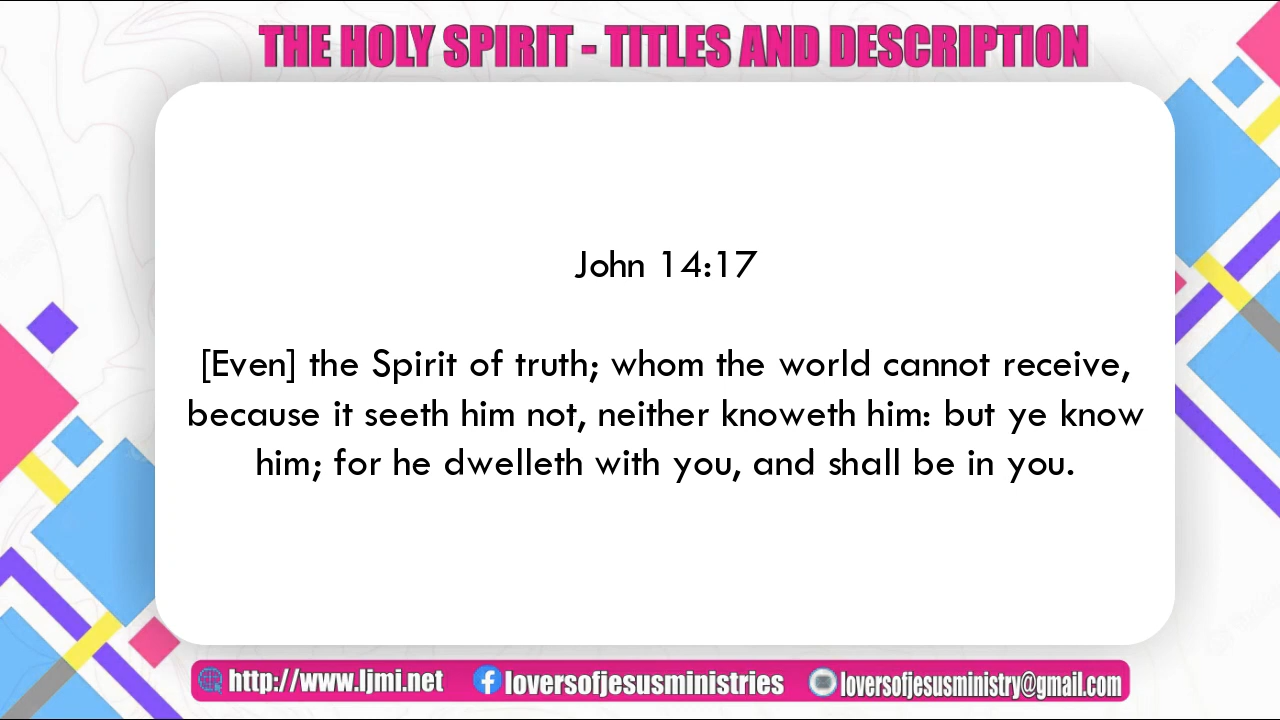 THE HOLY SPIRIT - TITLES AND DESCRIPTION
John 14:17
[Even] the Spirit of truth; whom the world cannot receive,
because it seeth him not, neither knoweth him: but ye know
him; for he dwelleth with you, and shall be in you.
http://www.ljmi.net loversofjesusministries loversofjesusministry@gmail.com